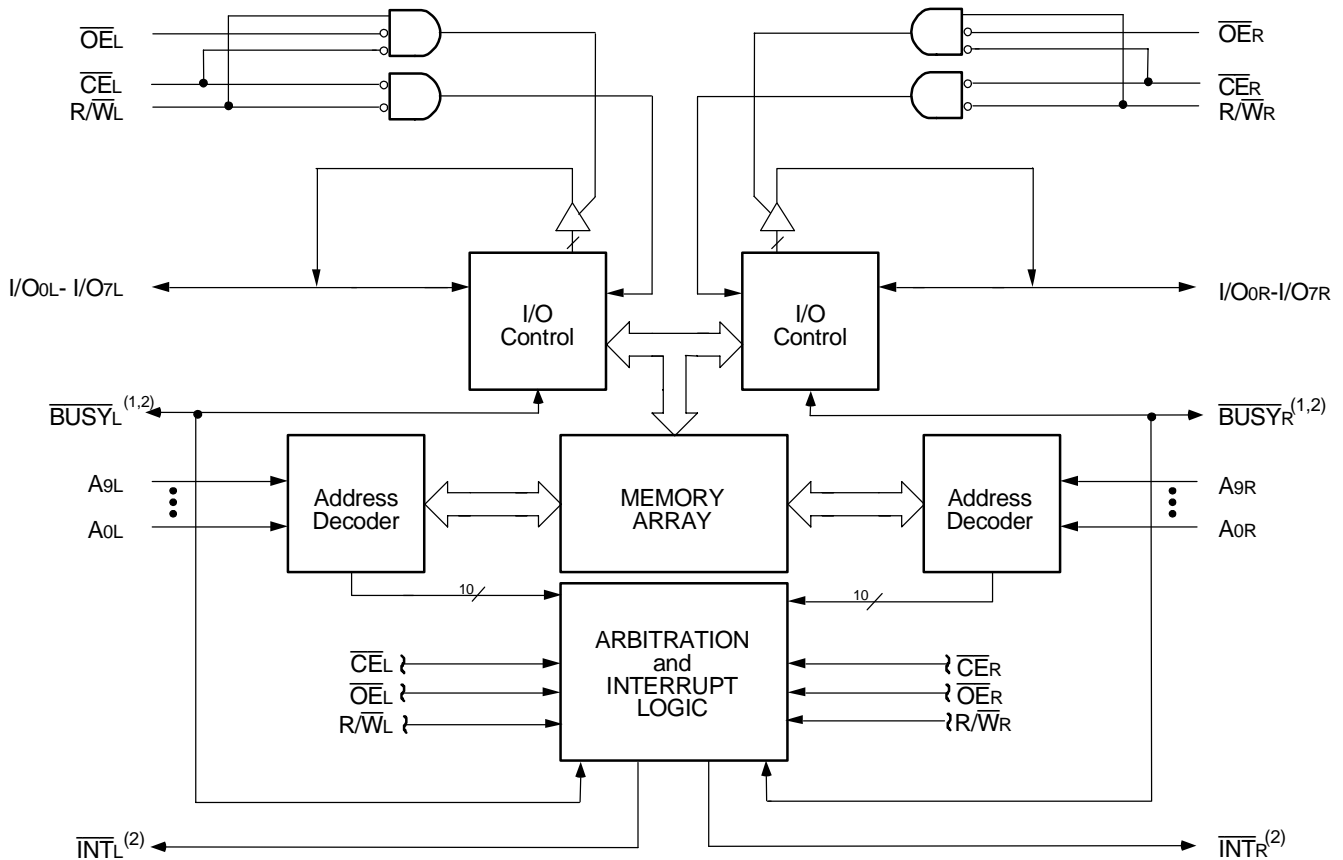 OEL
OER
CEL
CER
R/WL
R/WR
I/O0L- I/O7L
I/O
Control
I/O
Control
I/O0R-I/O7R
BUSYL(1,2)
BUSYR(1,2)
A9L
A0L
Address
Decoder
MEMORY
ARRAY
Address
Decoder
A9R
A0R
10
10
ARBITRATION
and
INTERRUPT
LOGIC
CEL
OEL
R/WL
CER
OER
R/WR
INTL(2)
INTR(2)